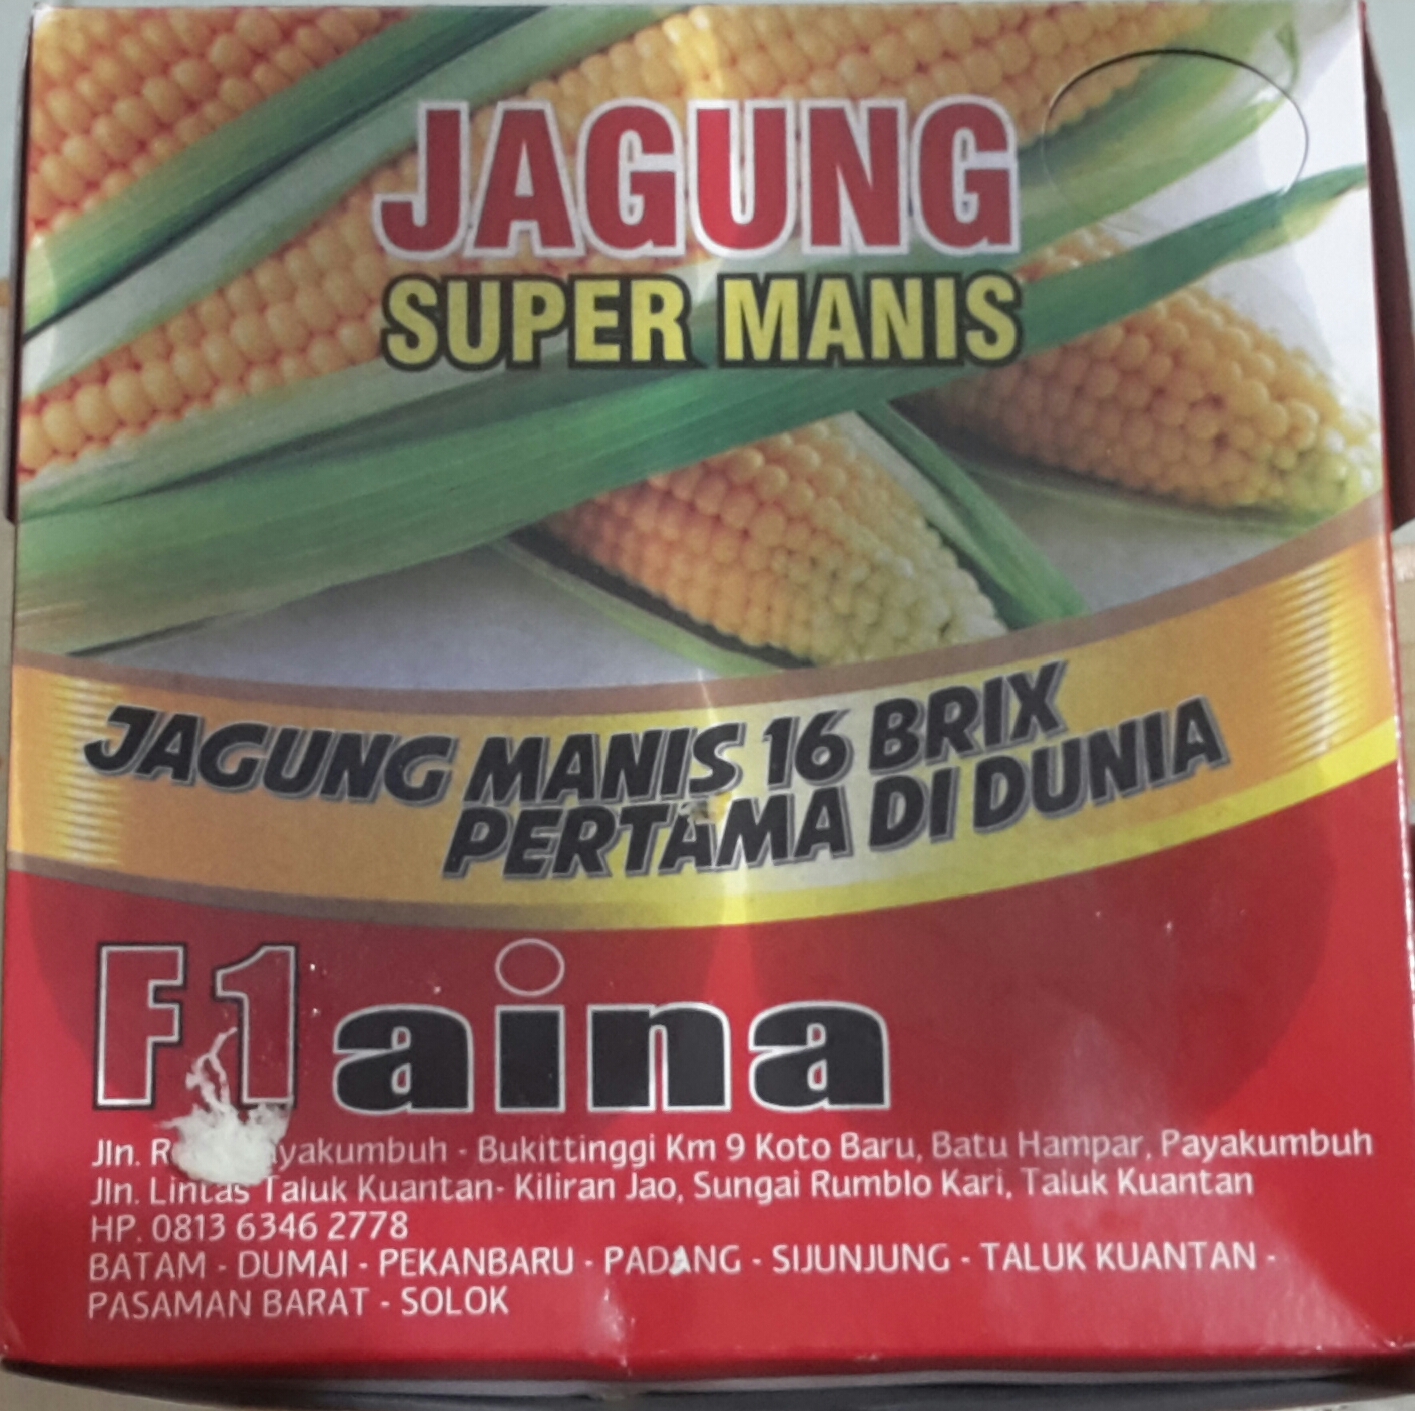 JAGUNG
SUPER MANIS
JAGUNG MANIS 16 BRIX
PERTAMA DI DUNIA
F1 aina
Jln. - Bukittinggi Km 9 Koto Baru, Batu Hampar, Payakumbuh
Jln. Lintas Taluk Kuantan- Kiliran Jao, Sungai Rumblo Kari, Taluk Kuantan
HP. 0813 6346 2778
BATAM - DUMAI - PEKANBARU - PADANG - SIJUNJUNG - TALUK KUANTAN -
PASAMAN BARAT - SOLOK